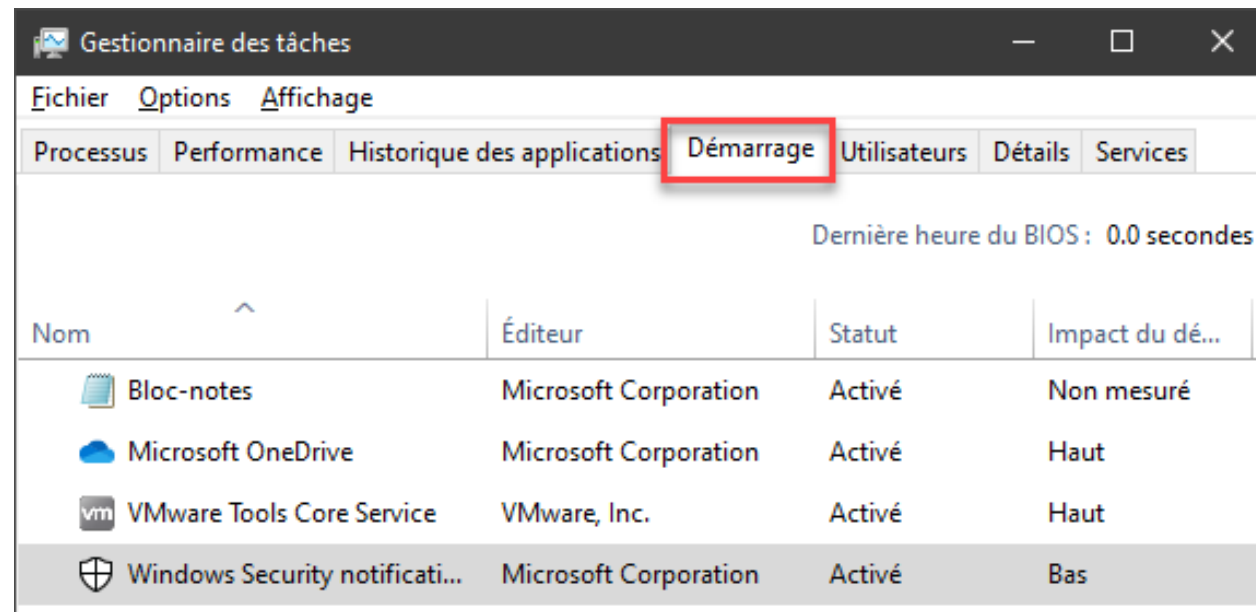 Gestionnaire des tâches
Fichier Options Affichage
Processus Performance Historique des applications Démarrage Utilisateurs Détails Services
Dernière heure du BIOS : 0.0 secondes
Nom Éditeur Statut Impact du dé...
Bloc-notes Microsoft Corporation Activé Non mesuré
Microsoft OneDrive Microsoft Corporation Activé Haut
vm VMware Tools Core Service VMware, Inc. Activé Haut
Windows Security notificati... Microsoft Corporation Activé Bas